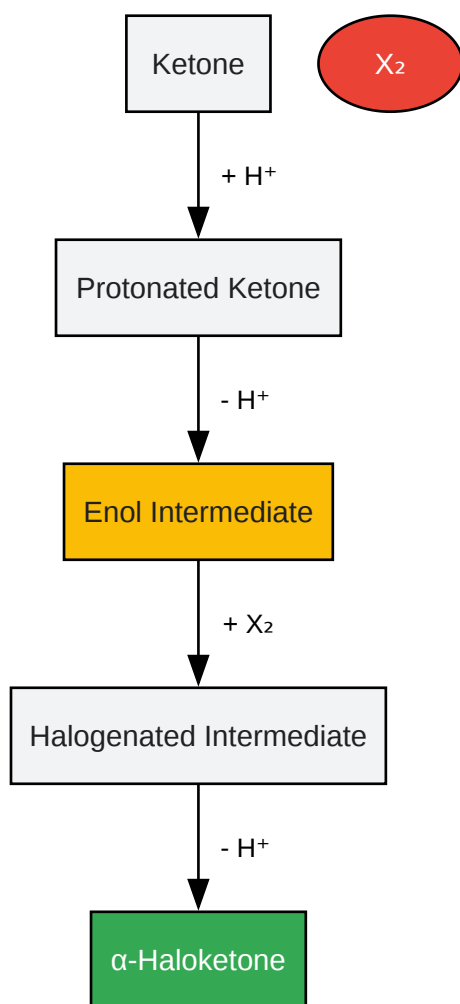 Ketone
X₂
+ H⁺
Protonated Ketone
- H⁺
Enol Intermediate
+ X₂
Halogenated Intermediate
- H⁺
α-Haloketone